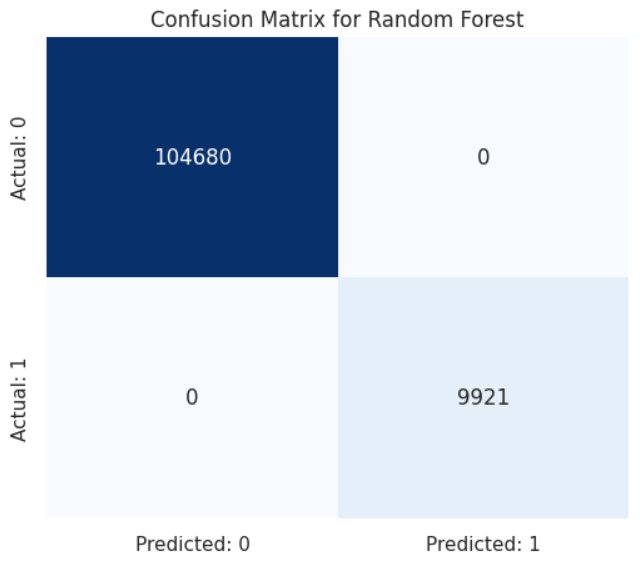 Confusion Matrix for Random Forest
Actual: 0
104680
0
Actual: 1
0
9921
Predicted: 0
Predicted: 1